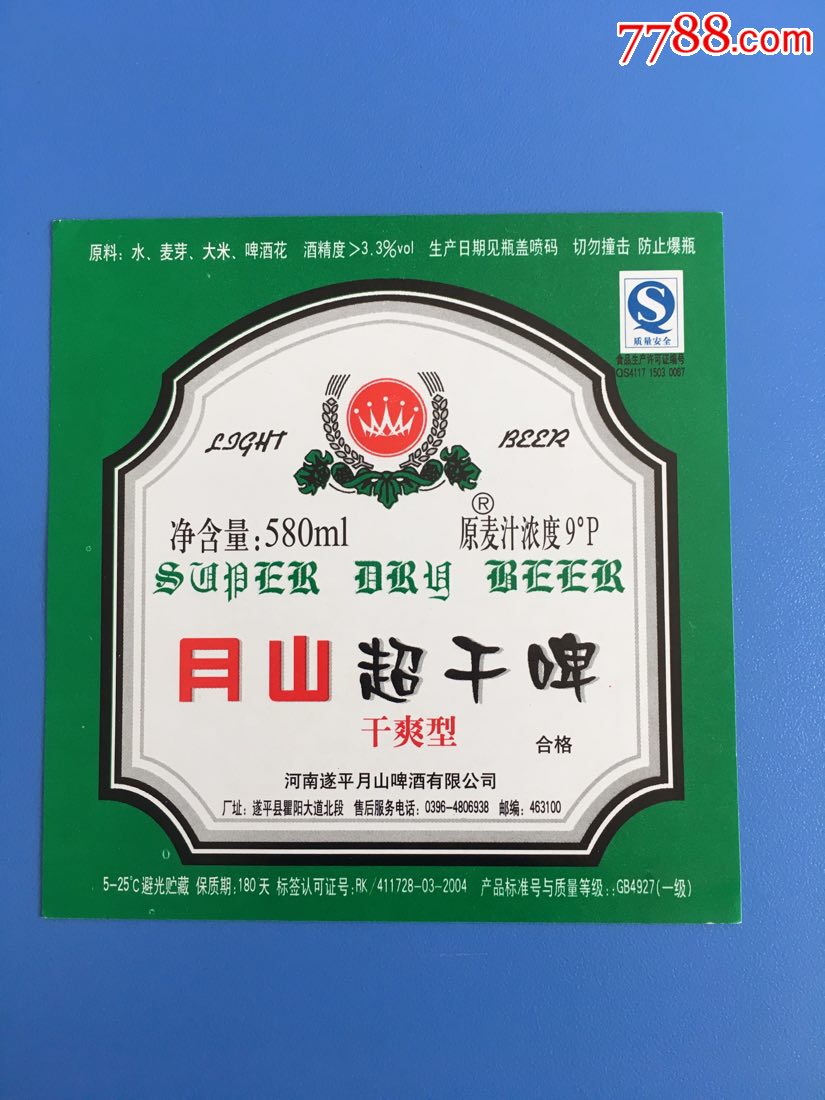 7788.com
原料：水、麦芽、大米、啤酒花 酒精度>3.3%vol 生产日期见瓶盖喷码 切勿撞击 防止爆瓶
质量安全
食品生产许可证编号
QS4117 1503 0067
LIGHT BEER
®
净含量：580ml 原麦汁浓度9°P
SUPER DRY BEER
月山 超干啤
干爽型
合格
河南遂平月山啤酒有限公司
厂址：遂平县瞿阳大道北段 售后服务电话：0396-4806938 邮编：463100
5-25℃避光贮藏 保质期：180天 标签认可证号：RK/411728-03-2004 产品标准号与质量等级：：GB4927(一级)